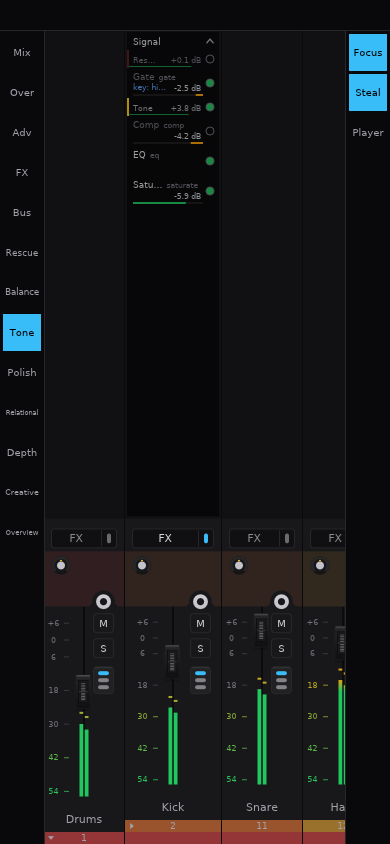 Mix
Over
Adv
FX
Bus
Rescue
Balance
Tone
Polish
Relational
Depth
Creative
Overview
Signal
Res... +0.1 dB
Gate gate
key: hi... -2.5 dB
Tone +3.8 dB
Comp comp
-4.2 dB
EQ eq
Satu... saturate
-5.9 dB
Focus
Steal
Player
FX FX FX FX
+6 0 6 18 30 42 54 M S
+6 0 6 18 30 42 54 M S
+6 0 6 18 30 42 54 M S
+6 0 6 18 30 42 54
Drums Kick Snare Ha
1 2 11